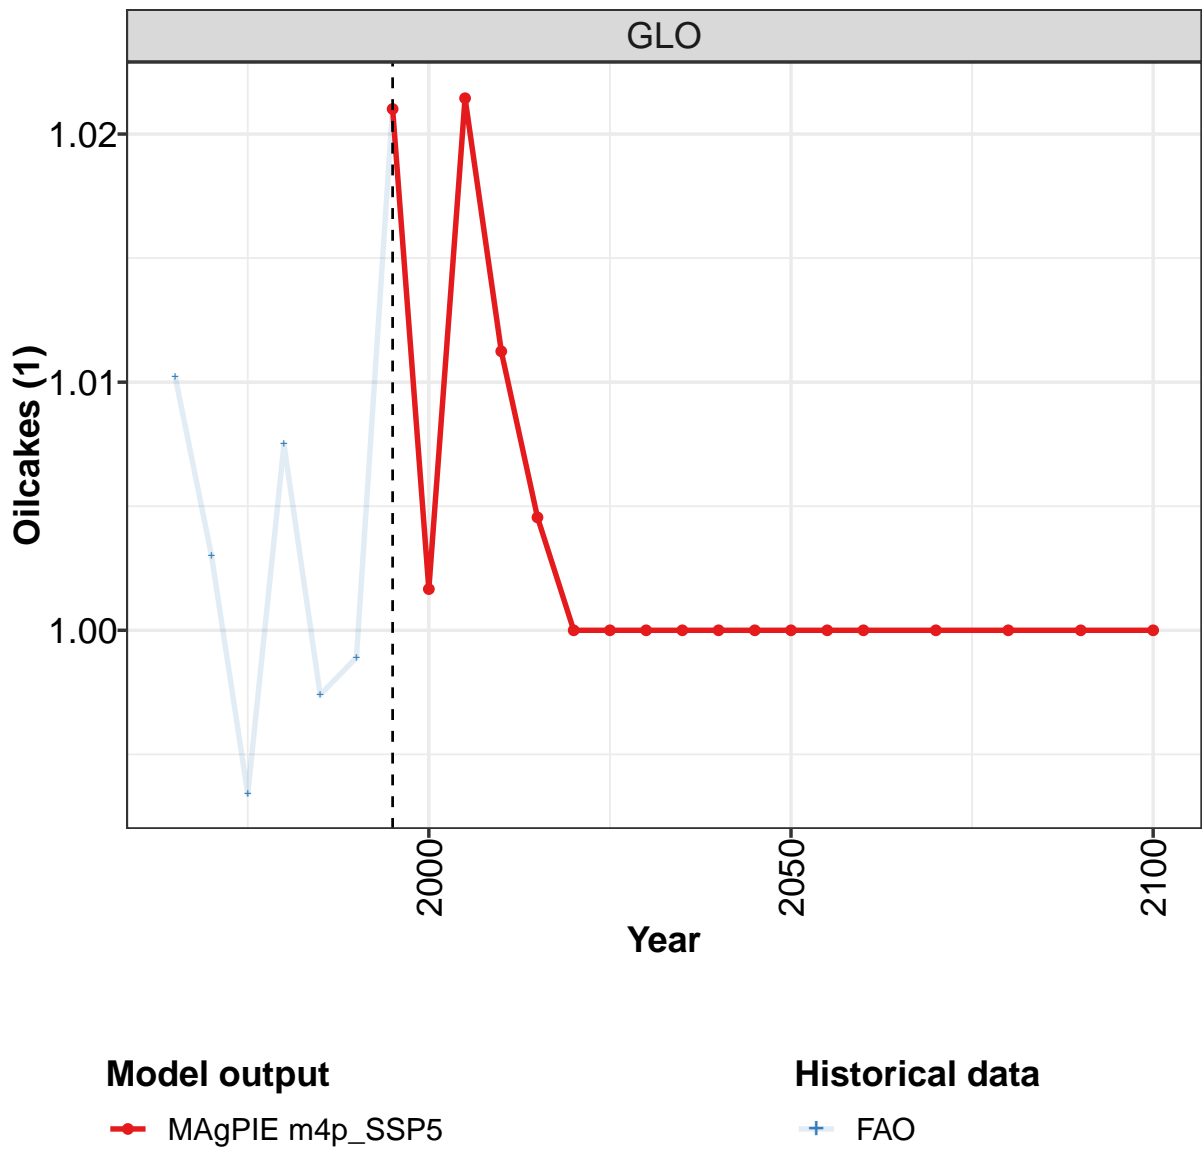 GLO
1.02
1.01
1.00
Oilcakes (1)
2000
2050
2100
Year
Model output
MAgPIE m4p_SSP5
Historical data
FAO